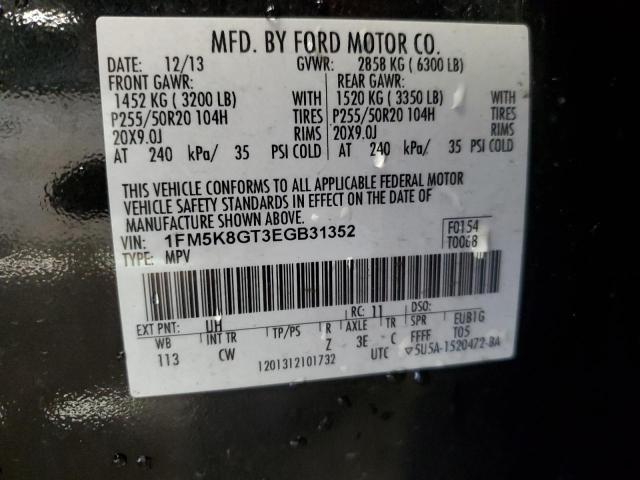 MFD. BY FORD MOTOR CO.
DATE: 12/13 GVWR: 2858 KG (6300 LB)
FRONT GAWR: REAR GAWR:
1452 KG (3200 LB) WITH 1520 KG (3350 LB) WITH
P255/50R20 104H TIRES P255/50R20 104H TIRES
20X9.0J RIMS 20X9.0J RIMS
AT 240 kPa/ 35 PSI COLD AT 240 kPa/ 35 PSI COLD
THIS VEHICLE CONFORMS TO ALL APPLICABLE FEDERAL MOTOR
VEHICLE SAFETY STANDARDS IN EFFECT ON THE DATE OF
MANUFACTURE SHOWN ABOVE.
VIN: 1FM5K8GT3EGB31352 F0154
TYPE: MPV T0068
EXT PNT: UH RC: 11 DSO:
WB INT TR TP/PS R AXLE TR SPR EUB1G
113 CW Z 3E C FFFF T05
1201312101732 UTC ▽5U5A-1520472-BA